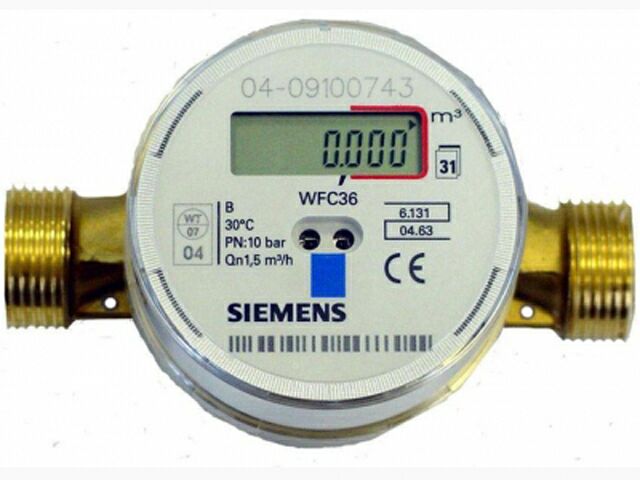 04-09100743
0.000
m³
31
WFC36
WT
07
04
B
30°C
PN:10 bar
Qn1,5 m³/h
6.131
04.63
CE
SIEMENS